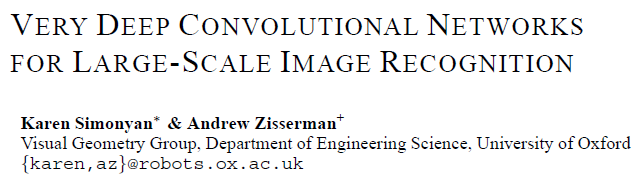 VERY DEEP CONVOLUTIONAL NETWORKS
FOR LARGE-SCALE IMAGE RECOGNITION
Karen Simonyan* & Andrew Zisserman+
Visual Geometry Group, Department of Engineering Science, University of Oxford
{karen,az}@robots.ox.ac.uk